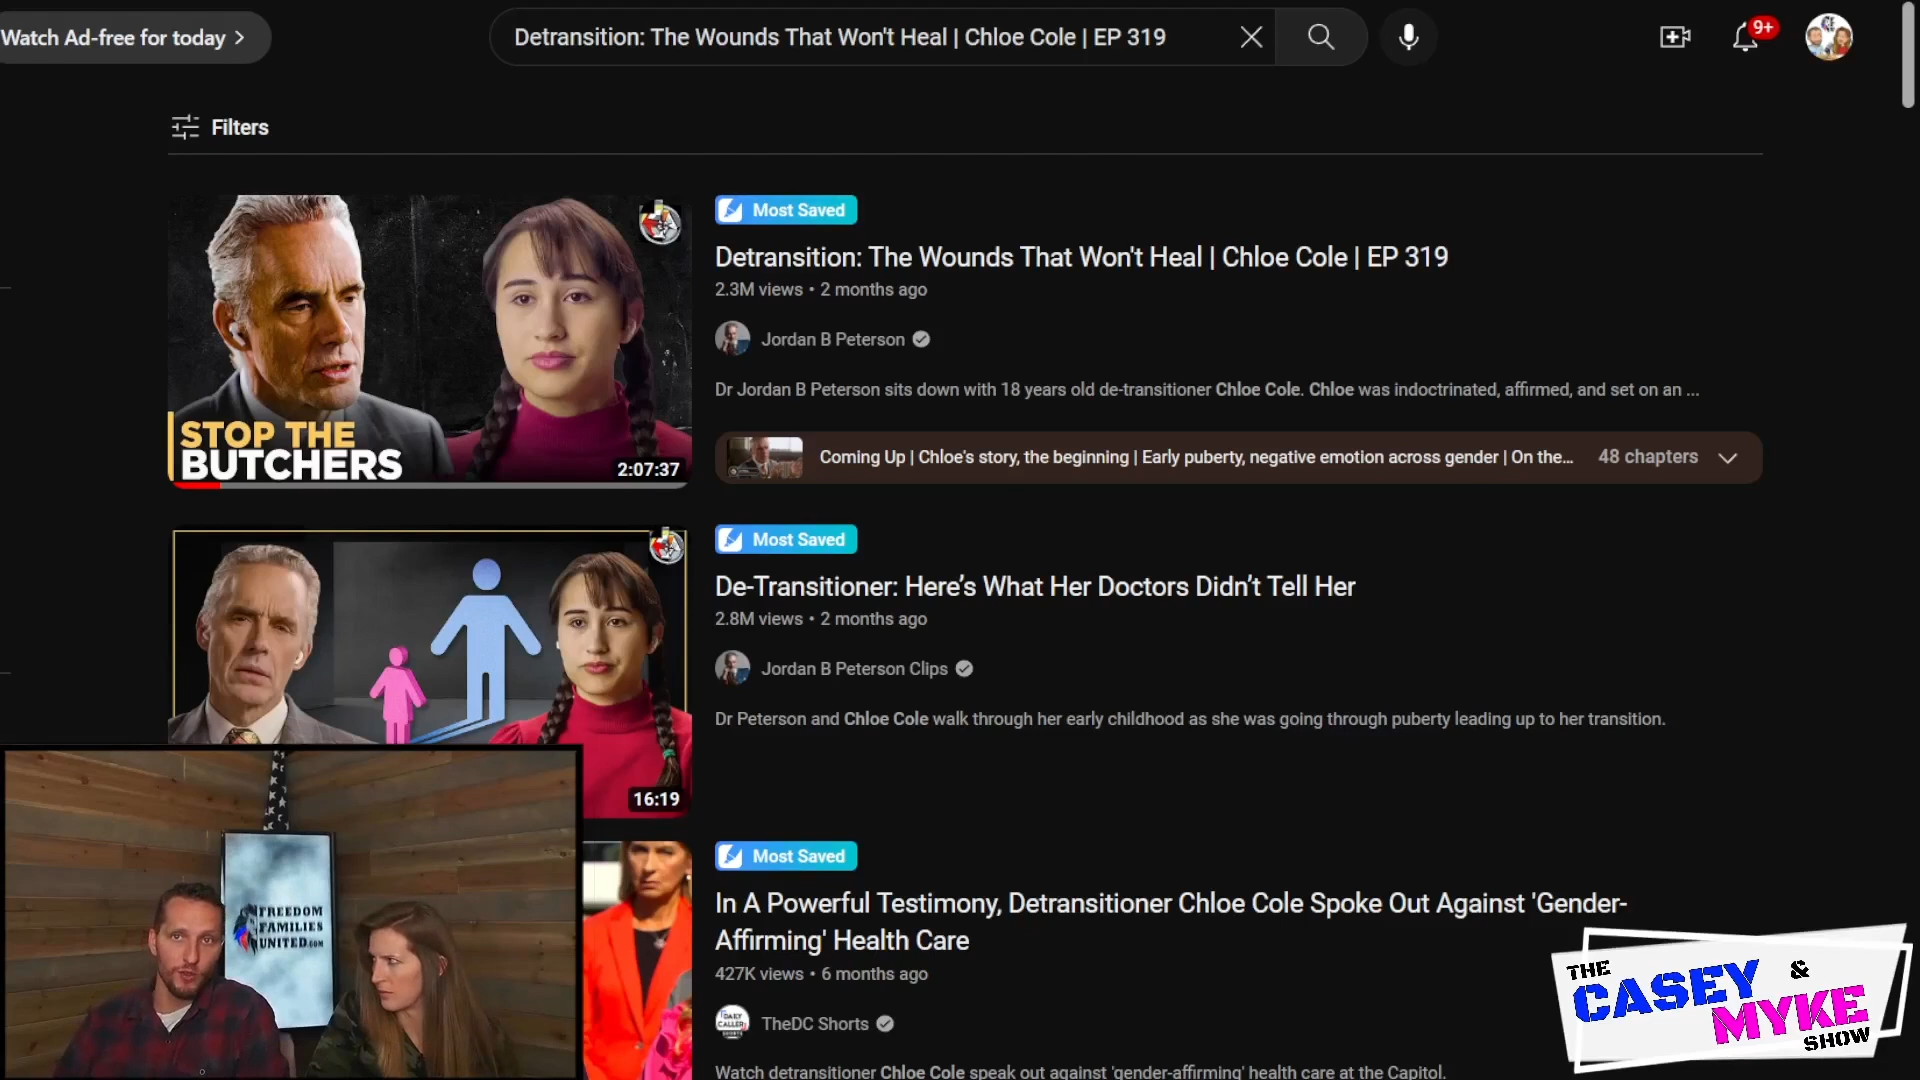 Watch Ad-free for today >
Detransition: The Wounds That Won't Heal | Chloe Cole | EP 319
9+
Filters
STOP THE
BUTCHERS
2:07:37
Most Saved
Detransition: The Wounds That Won't Heal | Chloe Cole | EP 319
2.3M views • 2 months ago
Jordan B Peterson
Dr Jordan B Peterson sits down with 18 years old de-transitioner Chloe Cole. Chloe was indoctrinated, affirmed, and set on an ...
Coming Up | Chloe's story, the beginning | Early puberty, negative emotion across gender | On the... 48 chapters
16:19
Most Saved
De-Transitioner: Here’s What Her Doctors Didn’t Tell Her
2.8M views • 2 months ago
Jordan B Peterson Clips
Dr Peterson and Chloe Cole walk through her early childhood as she was going through puberty leading up to her transition.
Most Saved
In A Powerful Testimony, Detransitioner Chloe Cole Spoke Out Against 'Gender-
Affirming' Health Care
427K views • 6 months ago
DAILY
CALLER
SHORTS
TheDC Shorts
Watch detransitioner Chloe Cole speak out against 'gender-affirming' health care at the Capitol.
FREEDOM
FAMILIES
UNITED.COM
THE
CASEY &
MYKE
SHOW